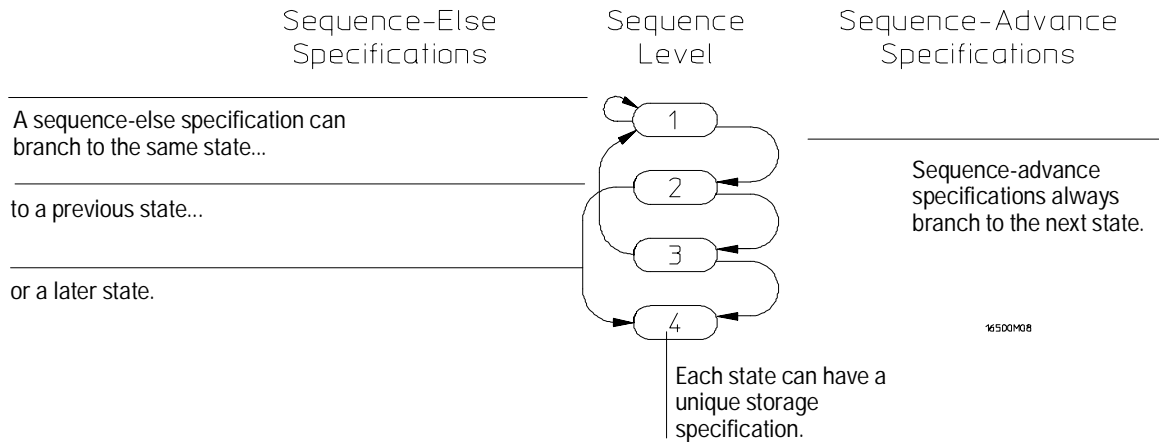 Sequence-Else
Specifications
Sequence
Level
Sequence-Advance
Specifications
A sequence-else specification can
branch to the same state...
to a previous state...
or a later state.
1
2
3
4
Sequence-advance
specifications always
branch to the next state.
16500M08
Each state can have a
unique storage
specification.